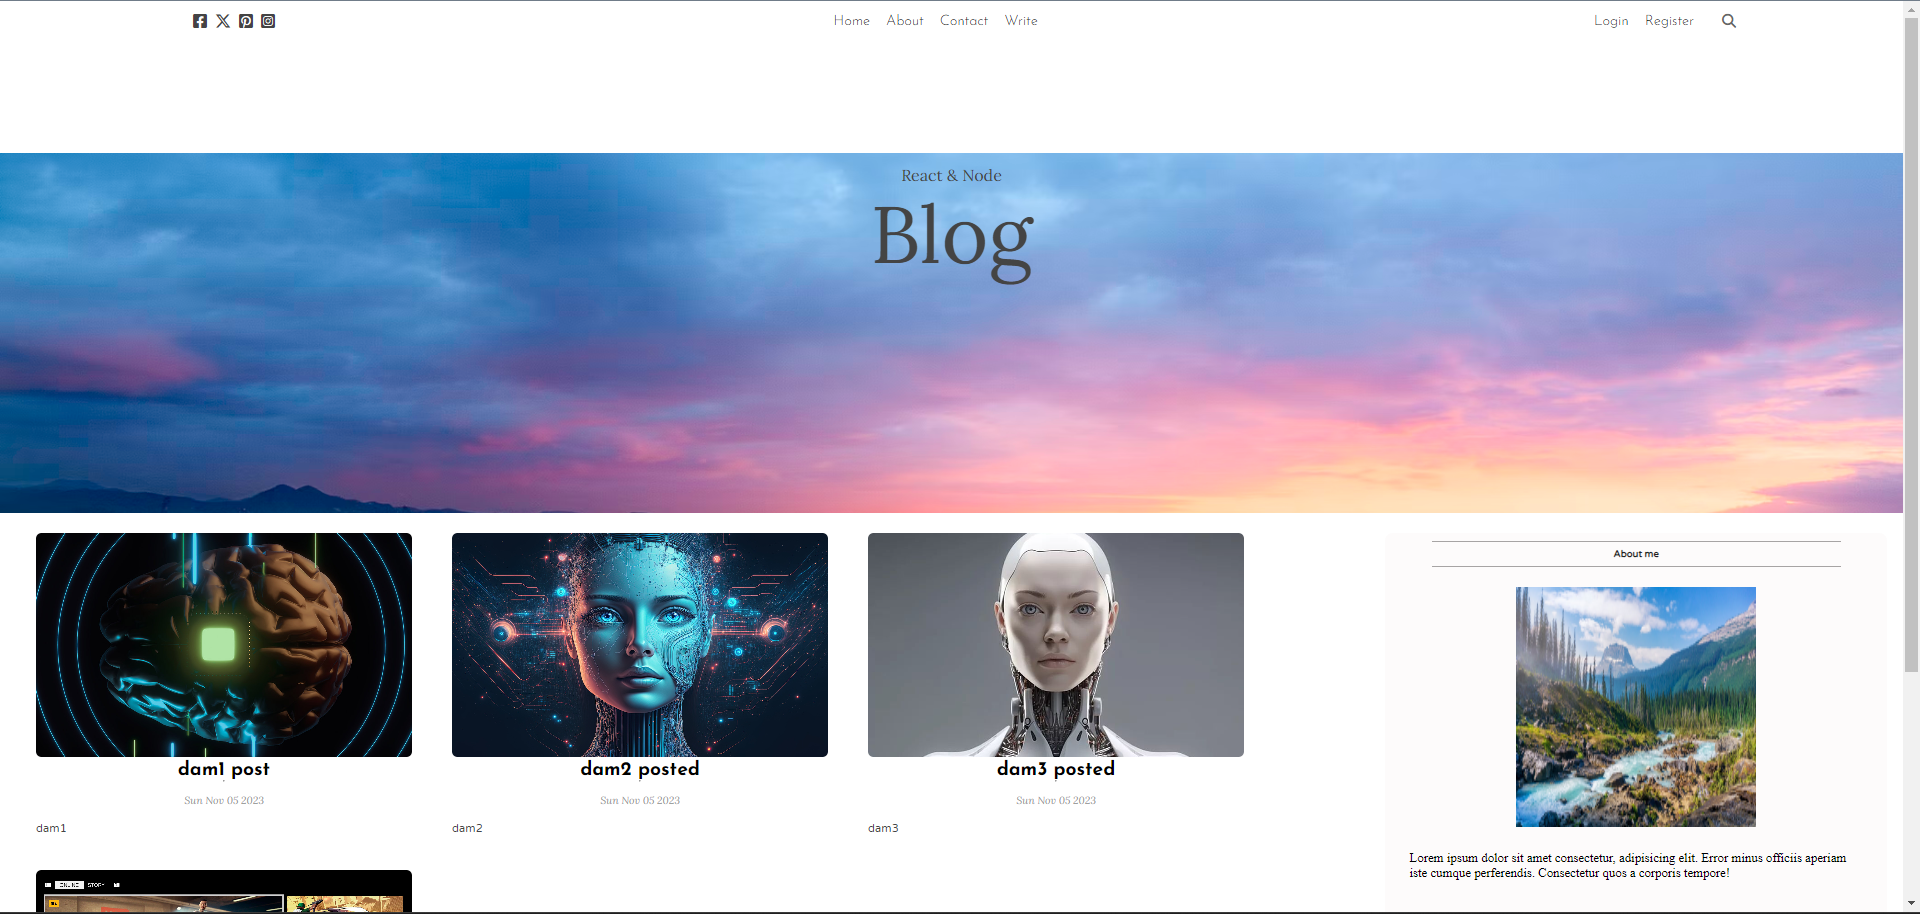 Home About Contact Write
Login Register
React & Node
Blog
dam1 post
Sun Nov 05 2023
dam1
dam2 posted
Sun Nov 05 2023
dam2
dam3 posted
Sun Nov 05 2023
dam3
ONLINE STORY
About me
Lorem ipsum dolor sit amet consectetur, adipisicing elit. Error minus officiis aperiam
iste cumque perferendis. Consectetur quos a corporis tempore!